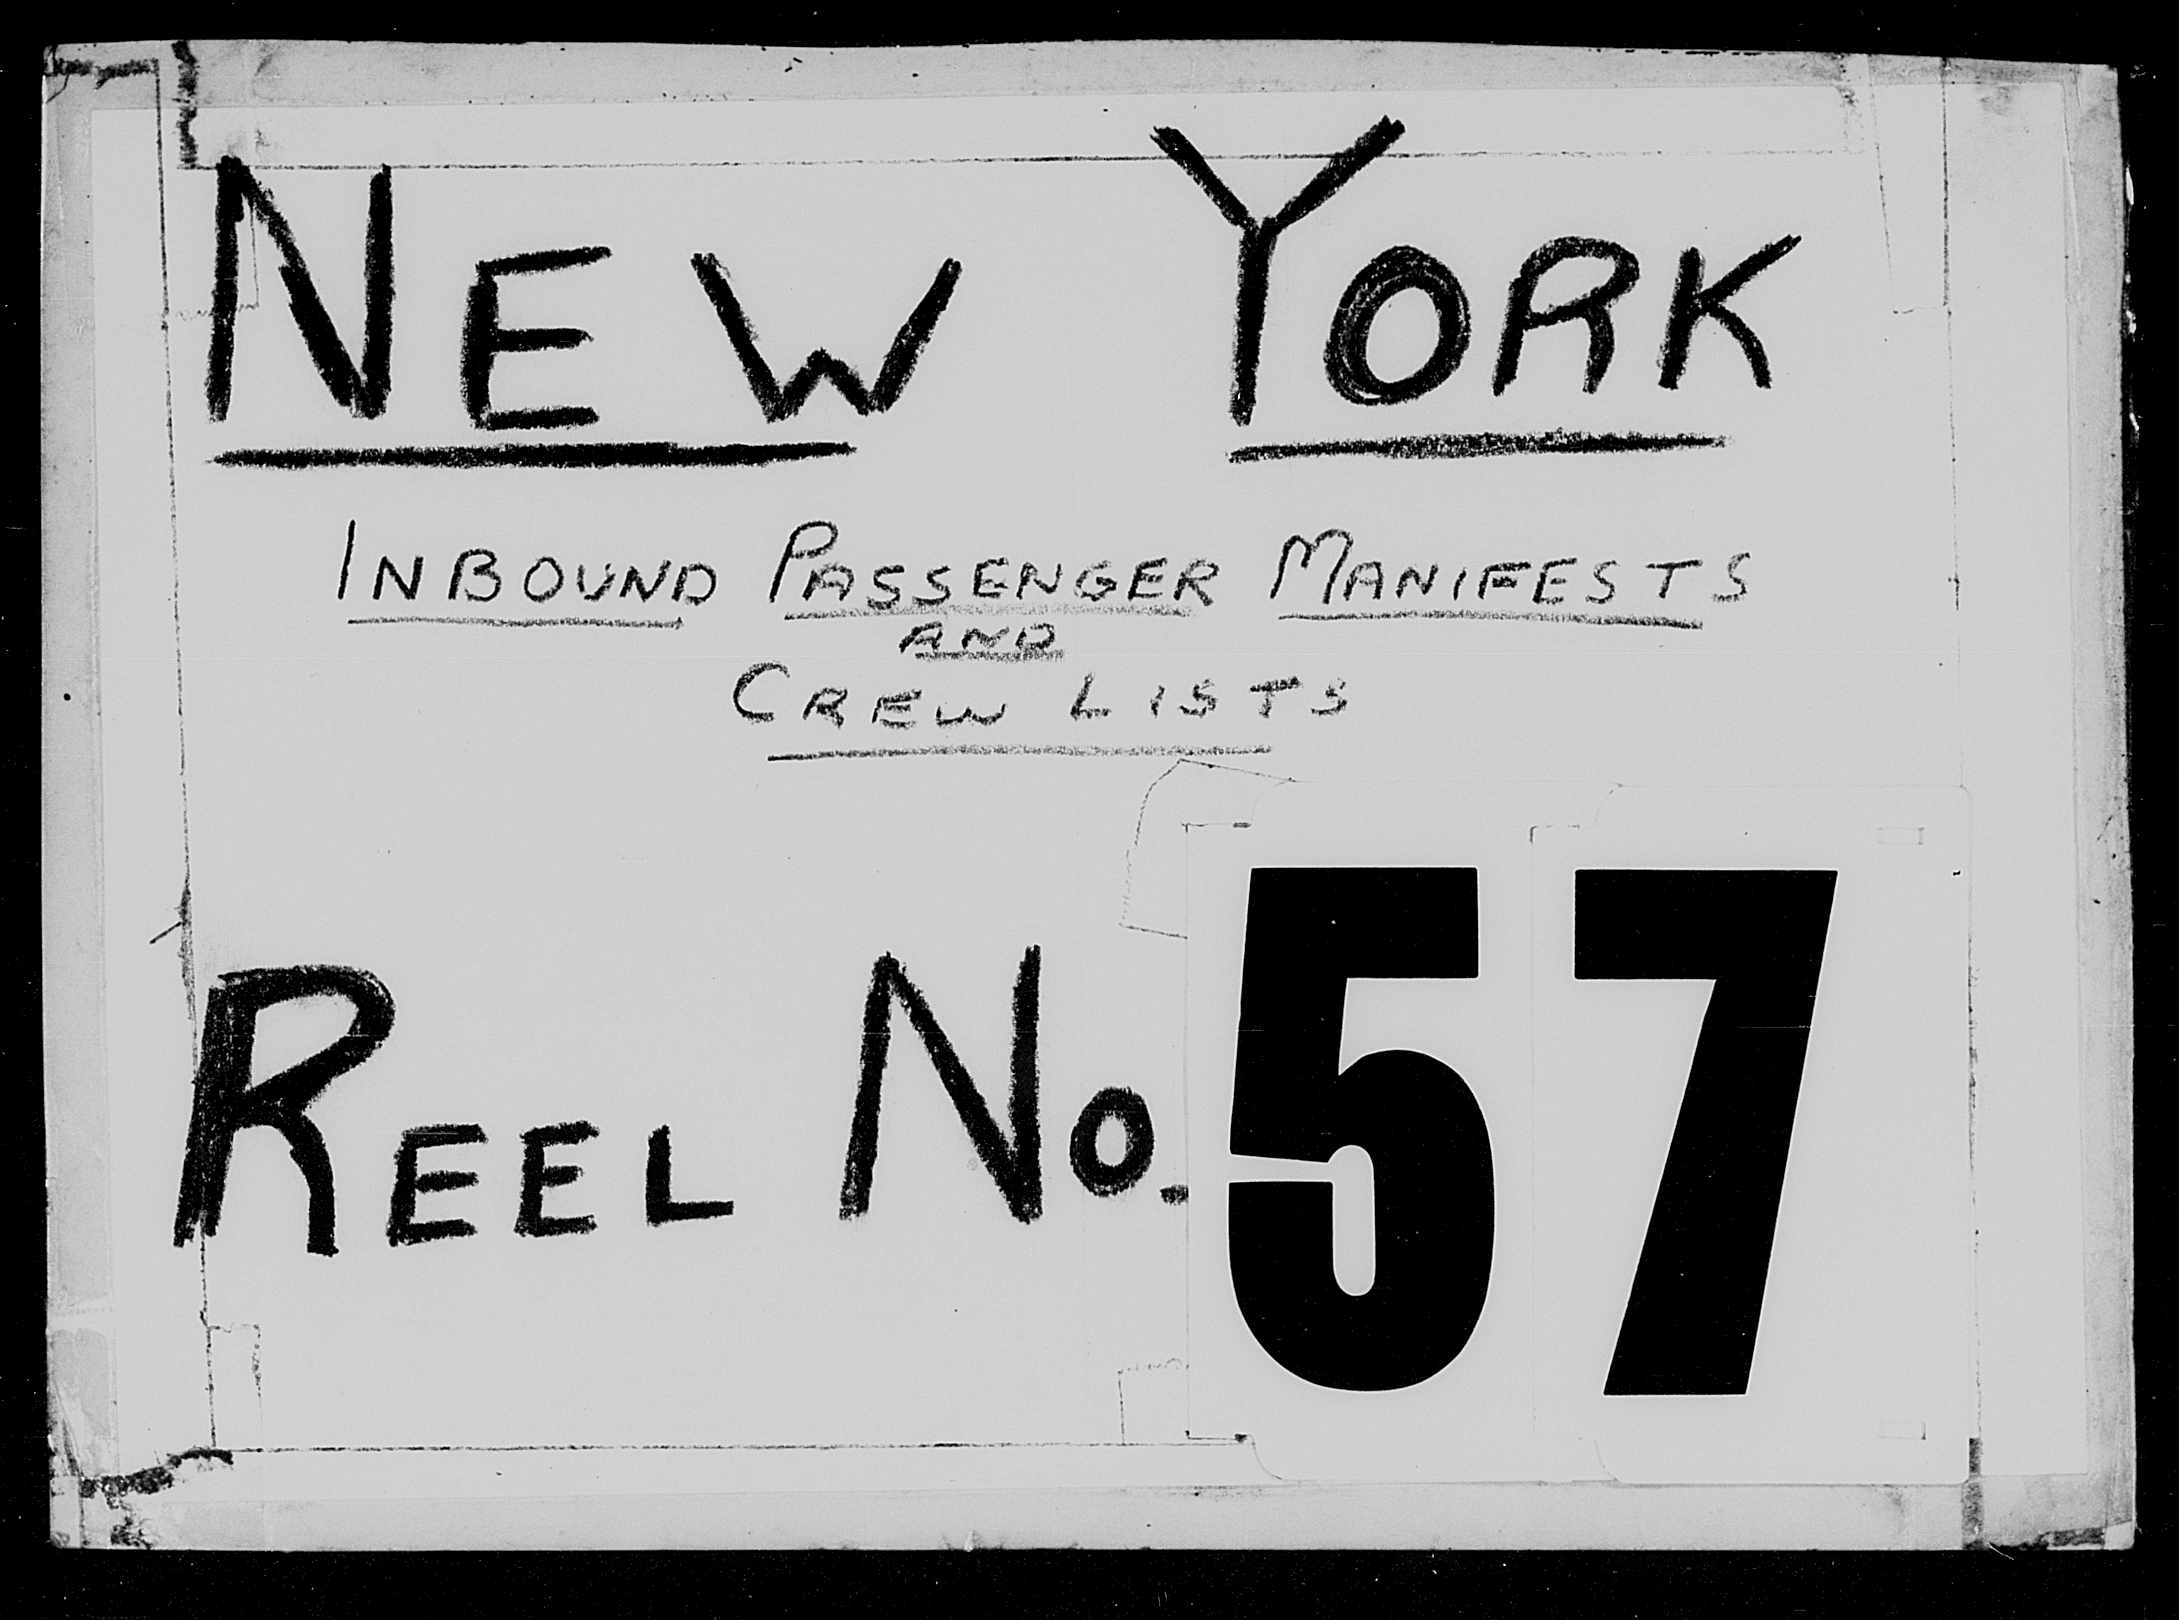 NEW YORK
INBOUND PASSENGER MANIFESTS
AND
CREW LISTS
REEL No. 57